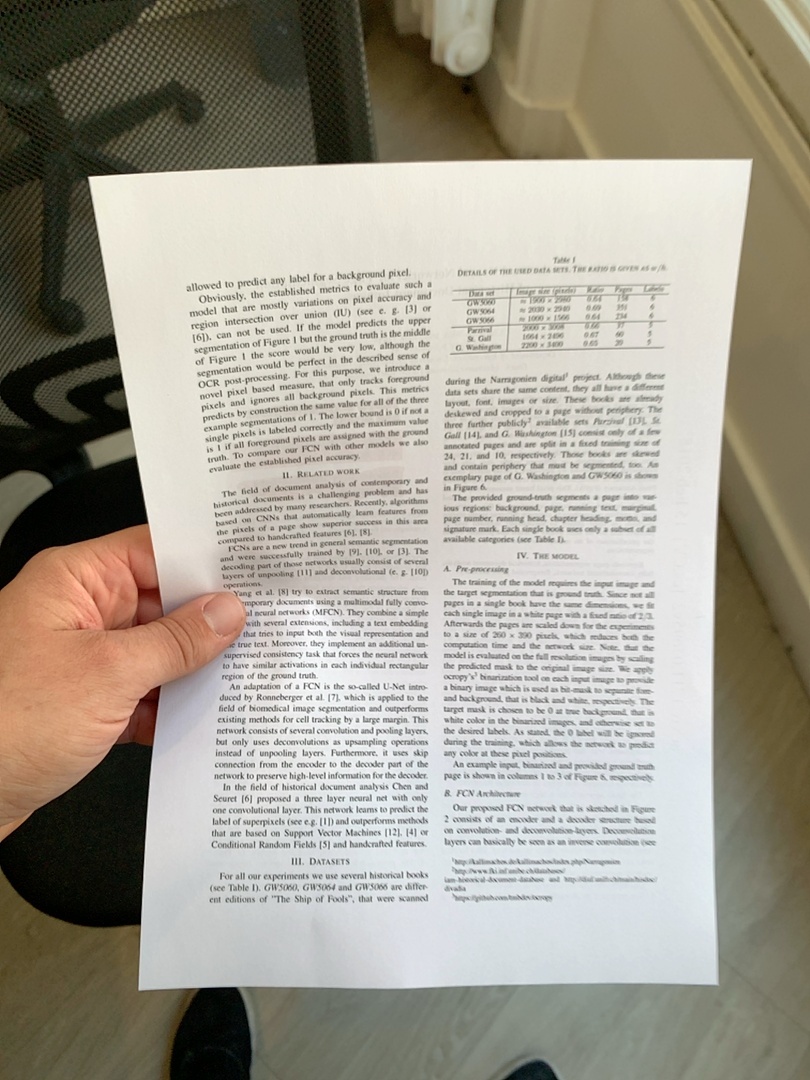 allowed to predict any label for a background pixel.
Obviously, the established metrics to evaluate such a
model that are mostly variations on pixel accuracy and
region intersection over union (IU) (see e. g. [3] or
[6]), can not be used. If the model predicts the upper
segmentation of Figure 1 but the ground truth is the middle
of Figure 1 the score would be very low, although the
segmentation would be perfect in the described sense of
OCR post-processing. For this purpose, we introduce a
novel pixel based measure, that only tracks foreground
pixels and ignores all background pixels. This metrics
predicts by construction the same value for all of the three
example segmentations of 1. The lower bound is 0 if not a
single pixels is labeled correctly and the maximum value
is 1 if all foreground pixels are assigned with the ground
truth. To compare our FCN with other models we also
evaluate the established pixel accuracy.
II. RELATED WORK
The field of document analysis of contemporary and
historical documents is a challenging problem and has
been addressed by many researchers. Recently, algorithms
based on CNNs that automatically learn features from
the pixels of a page show superior success in this area
compared to handcrafted features [6], [8].
FCNs are a new trend in general semantic segmentation
and were successfully trained by [9], [10], or [3]. The
decoding part of those networks usually consist of several
layers of unpooling [11] and deconvolutional (e. g. [10])
operations.
Yang et al. [8] try to extract semantic structure from
mporary documents using a multimodal fully convo-
al neural networks (MFCN). They combine a simple
with several extensions, including a text embedding
that tries to input both the visual representation and
true text. Moreover, they implement an additional un-
supervised consistency task that forces the neural network
to have similar activations in each individual rectangular
region of the ground truth.
An adaptation of a FCN is the so-called U-Net intro-
duced by Ronneberger et al. [7], which is applied to the
field of biomedical image segmentation and outperforms
existing methods for cell tracking by a large margin. This
network consists of several convolution and pooling layers,
but only uses deconvolutions as upsampling operations
instead of unpooling layers. Furthermore, it uses skip
connection from the encoder to the decoder part of the
network to preserve high-level information for the decoder.
In the field of historical document analysis Chen and
Seuret [6] proposed a three layer neural net with only
one convolutional layer. This network learns to predict the
label of superpixels (see e.g. [1]) and outperforms methods
that are based on Support Vector Machines [12], [4] or
Conditional Random Fields [5] and handcrafted features.
III. DATASETS
For all our experiments we use several historical books
(see Table I). GW5060, GW5064 and GW5066 are differ-
ent editions of "The Ship of Fools", that were scanned
Table I
DETAILS OF THE USED DATA SETS. THE RATIO IS GIVEN AS w/h.
Data set Image size (pixels) Ratio Pages Labels
GW5060 ≈ 1900 × 2980 0.64 158 6
GW5064 ≈ 2030 × 2940 0.69 351 6
GW5066 ≈ 1000 × 1566 0.64 234 4
Parzival 2000 × 3008 0.66 37 5
St. Gall 1664 × 2496 0.67 60 5
G. Washington 2200 × 3400 0.65 20 5
during the Narragonien digital¹ project. Although these
data sets share the same content, they all have a different
layout, font, images or size. These books are already
deskewed and cropped to a page without periphery. The
three further publicly² available sets Parzival [13], St.
Gall [14], and G. Washington [15] consist only of a few
annotated pages and are split in a fixed training size of
24, 21, and 10, respectively. Those books are skewed
and contain periphery that must be segmented, too. An
exemplary page of G. Washington and GW5060 is shown
in Figure 6.
The provided ground-truth segments a page into var-
ious regions: background, page, running text, marginal,
page number, running head, chapter heading, motto, and
signature mark. Each single book uses only a subset of all
available categories (see Table I).
IV. THE MODEL
A. Pre-processing
The training of the model requires the input image and
the target segmentation that is ground truth. Since not all
pages in a single book have the same dimensions, we fit
each single image in a white page with a fixed ratio of 2/3.
Afterwards the pages are scaled down for the experiments
to a size of 260 × 390 pixels, which reduces both the
computation time and the network size. Note, that the
model is evaluated on the full resolution images by scaling
the predicted mask to the original image size. We apply
ocropy's³ binarization tool on each input image to provide
a binary image which is used as bit-mask to separate fore-
and background, that is black and white, respectively. The
target mask is chosen to be 0 at true background, that is
white color in the binarized images, and otherwise set to
the desired labels. As stated, the 0 label will be ignored
during the training, which allows the network to predict
any color at these pixel positions.
An example input, binarized and provided ground truth
page is shown in columns 1 to 3 of Figure 6, respectively.
B. FCN Architecture
Our proposed FCN network that is sketched in Figure
2 consists of an encoder and a decoder structure based
on convolution- and deconvolution-layers. Deconvolution
layers can basically be seen as an inverse convolution (see
¹http://kallimachos.de/kallimachos/index.php/Narragonien
²http://www.fki.inf.unibe.ch/databases/
iam-historical-document-database and
divadia
³https://github.com/tmbdev/ocropy